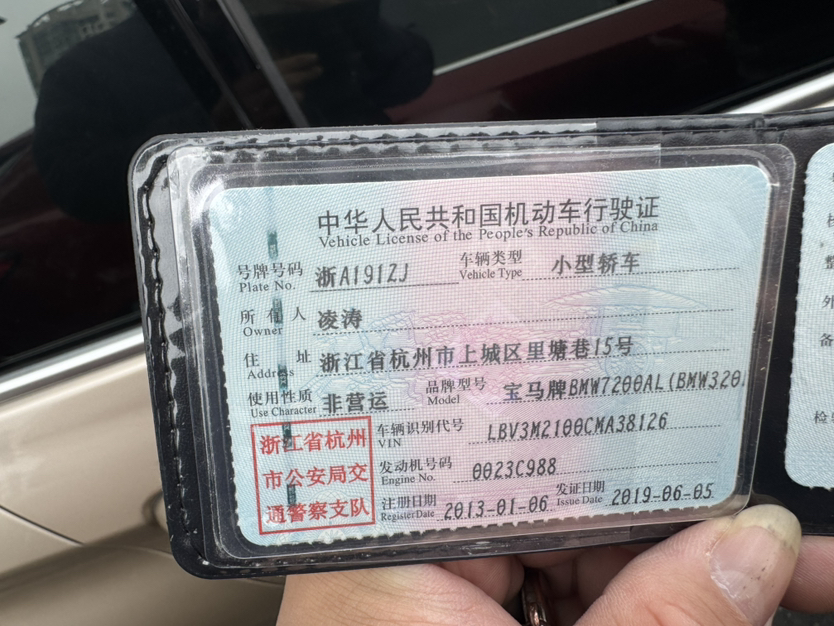 中华人民共和国机动车行驶证
Vehicle License of the People's Republic of China
号牌号码 浙A191ZJ 车辆类型 小型轿车
Plate No. Vehicle Type
所有人 凌涛
Owner
住址 浙江省杭州市上城区里塘巷15号
Address
使用性质 非营运 品牌型号 宝马牌BMW7200AL(BMW320
Use Character Model
浙江省杭州 车辆识别代号 LBV3M2100CMA38126
VIN
市公安局交 发动机号码 0023C988
Engine No.
通警察支队 注册日期 2013-01-06 发证日期 2019-06-05
Register Date Issue Date